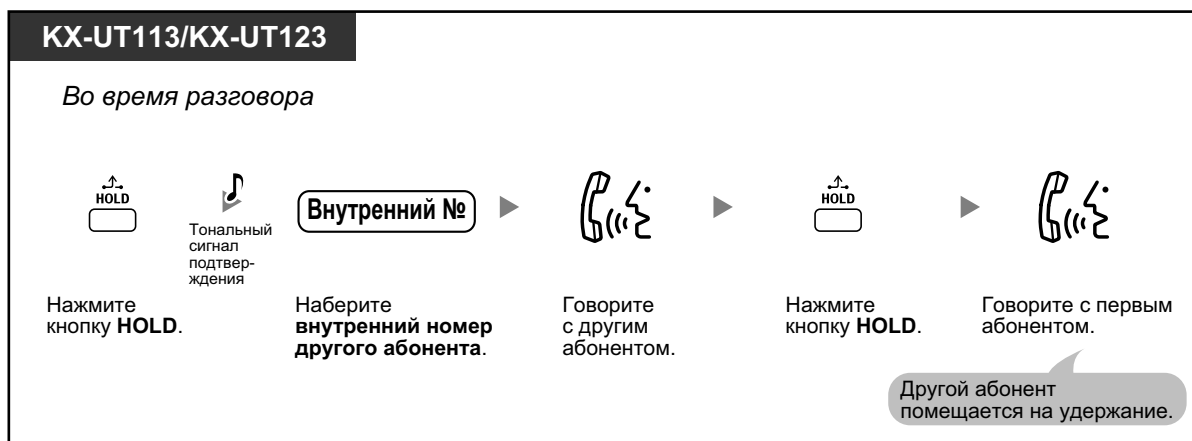 KX-UT113/KX-UT123
Во время разговора
HOLD
Тональный
сигнал
подтвер-
ждения
Внутренний №
HOLD
Нажмите
кнопку HOLD.
Наберите
внутренний номер
другого абонента.
Говорите
с другим
абонентом.
Нажмите
кнопку HOLD.
Говорите с первым
абонентом.
Другой абонент
помещается на удержание.